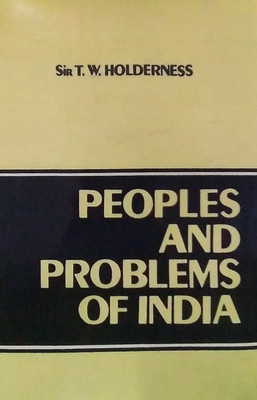 Sir T. W. HOLDERNESS
PEOPLES
AND
PROBLEMS
OF INDIA